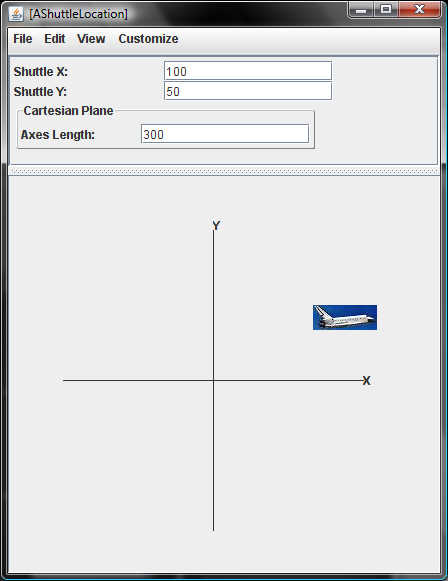 [AShuttleLocation]
File Edit View Customize
Shuttle X: 100
Shuttle Y: 50
Cartesian Plane
Axes Length: 300
Y
X